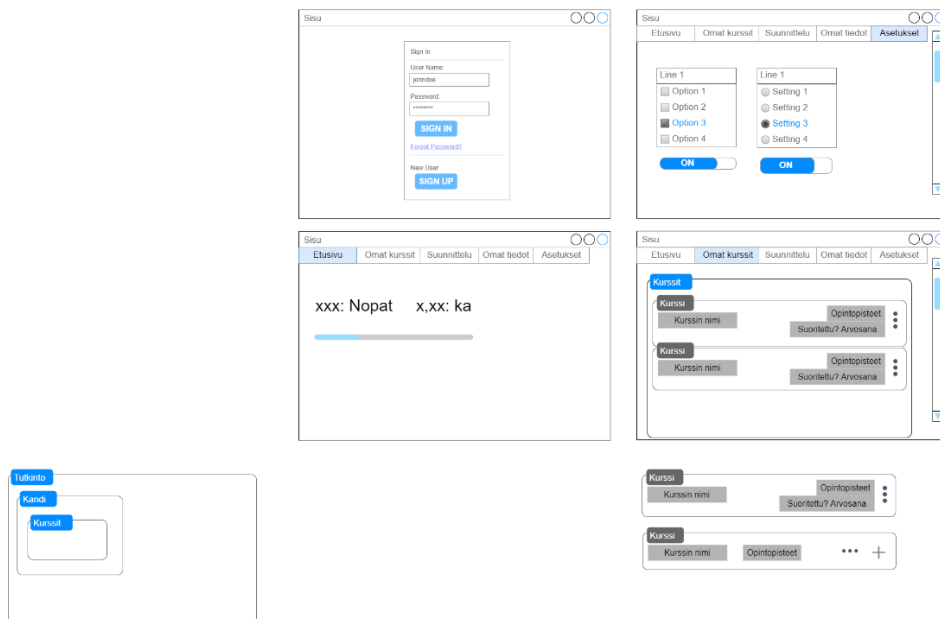 Sisu
Sign In
User Name:
johndoe
Password:
********
SIGN IN
Forgot Password?
New User
SIGN UP
Sisu
Etusivu Omat kurssit Suunnittelu Omat tiedot Asetukset
Line 1
Option 1
Option 2
Option 3
Option 4
ON
Line 1
Setting 1
Setting 2
Setting 3
Setting 4
ON
Sisu
Etusivu Omat kurssit Suunnittelu Omat tiedot Asetukset
xxx: Nopat x,xx: ka
Sisu
Etusivu Omat kurssit Suunnittelu Omat tiedot Asetukset
Kurssit
Kurssi
Kurssin nimi
Opintopisteet
Suoritettu? Arvosana
Kurssi
Kurssin nimi
Opintopisteet
Suoritettu? Arvosana
Tutkinto
Kandi
Kurssit
Kurssi
Kurssin nimi
Opintopisteet
Suoritettu? Arvosana
Kurssi
Kurssin nimi Opintopisteet